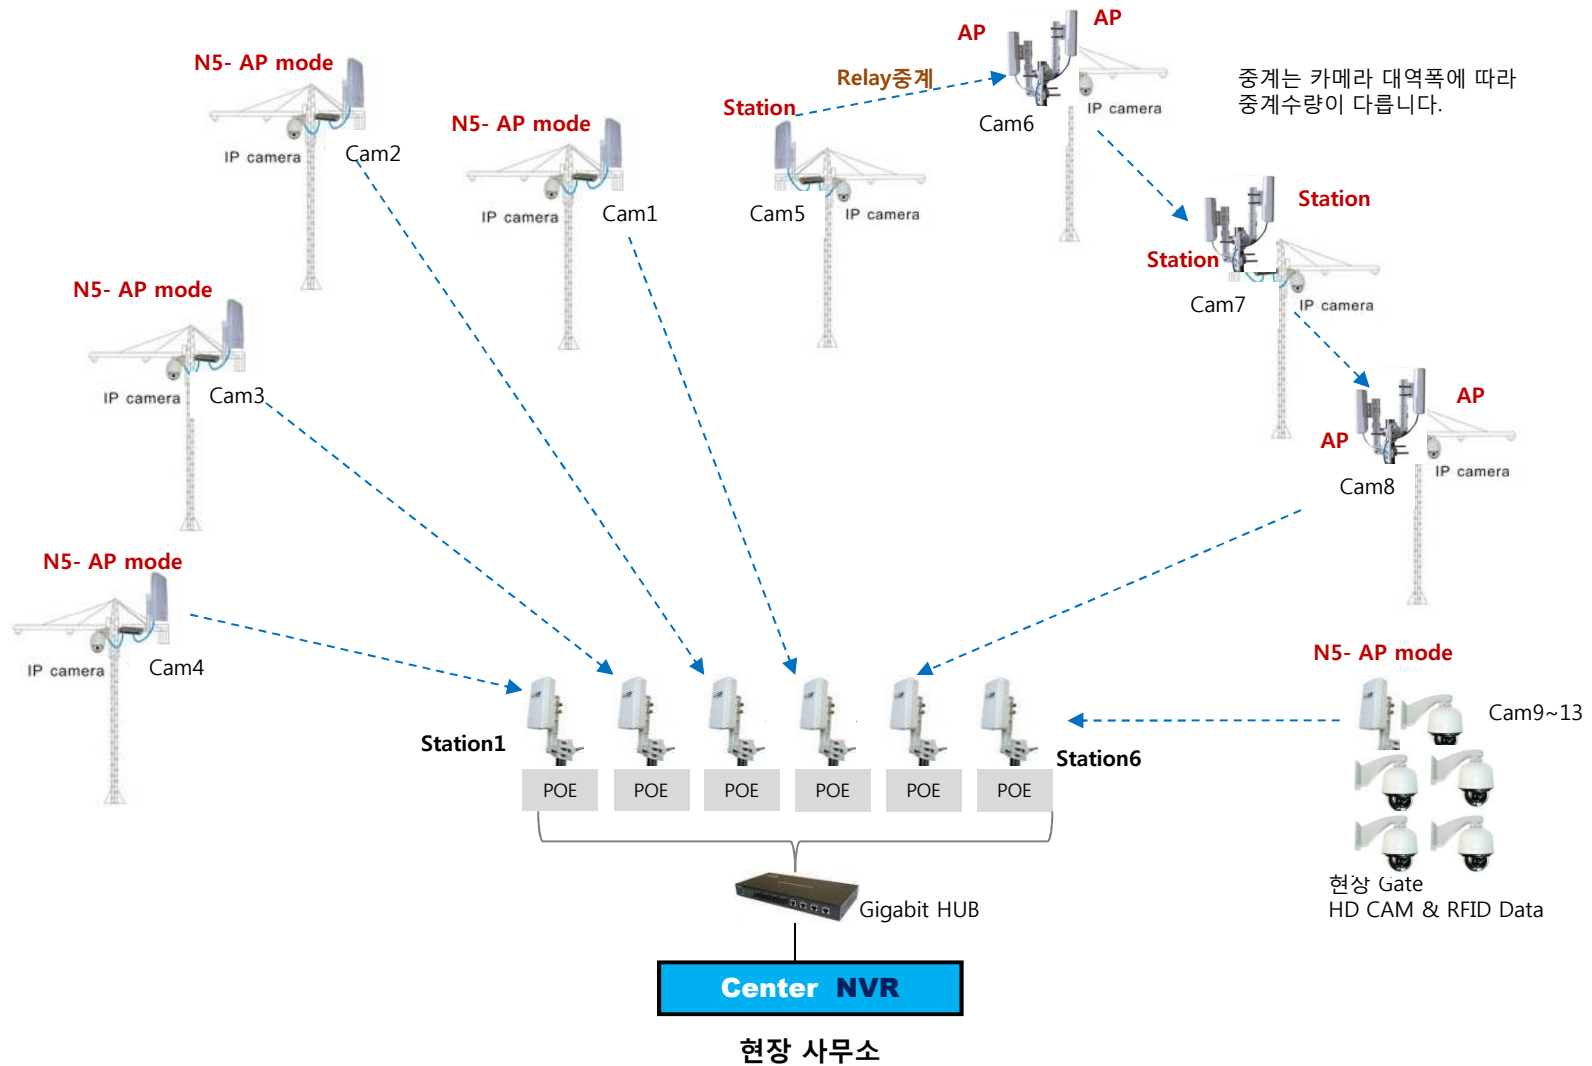 AP
AP
N5- AP mode
Relay중계
중계는 카메라 대역폭에 따라
중계수량이 다릅니다.
Station
IP camera
Cam6
N5- AP mode
IP camera
Cam2
Station
IP camera
Cam1
Cam5
IP camera
Station
Cam7
IP camera
N5- AP mode
IP camera
Cam3
AP
AP
IP camera
Cam8
N5- AP mode
IP camera
Cam4
N5- AP mode
Cam9~13
Station1
Station6
POE
POE
POE
POE
POE
POE
현장 Gate
HD CAM & RFID Data
Gigabit HUB
Center NVR
현장 사무소